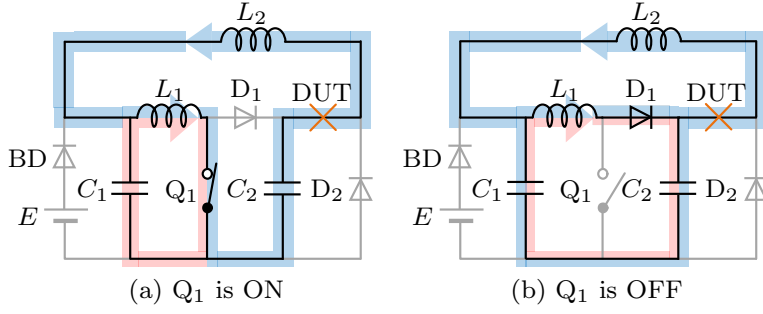 L₂ L₂
L₁ D₁ DUT L₁ D₁ DUT
BD C₁ Q₁ C₂ D₂ BD C₁ Q₁ C₂ D₂
E E
(a) Q₁ is ON (b) Q₁ is OFF